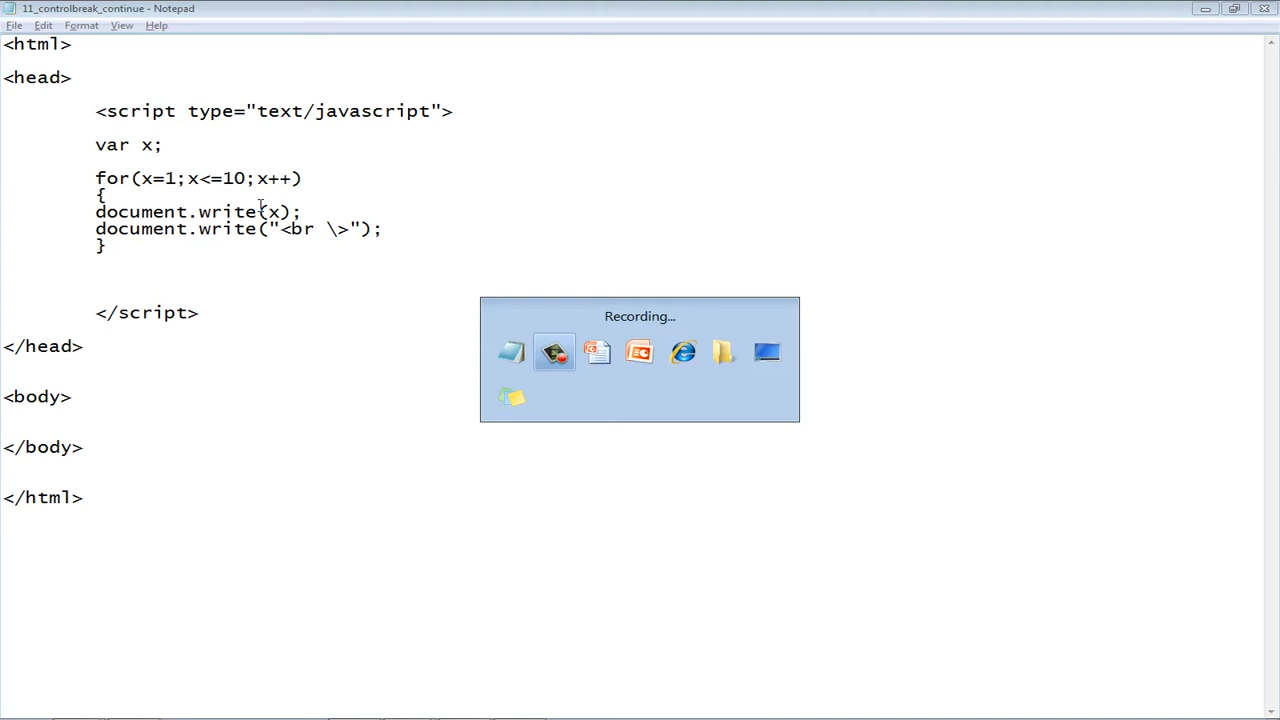 11_controlbreak_continue - Notepad
File Edit Format View Help
<html>
<head>
<script type="text/javascript">
var x;
for(x=1;x<=10;x++)
{
document.write(x);
document.write("<br \>");
}
Recording...
</script>
</head>
<body>
</body>
</html>